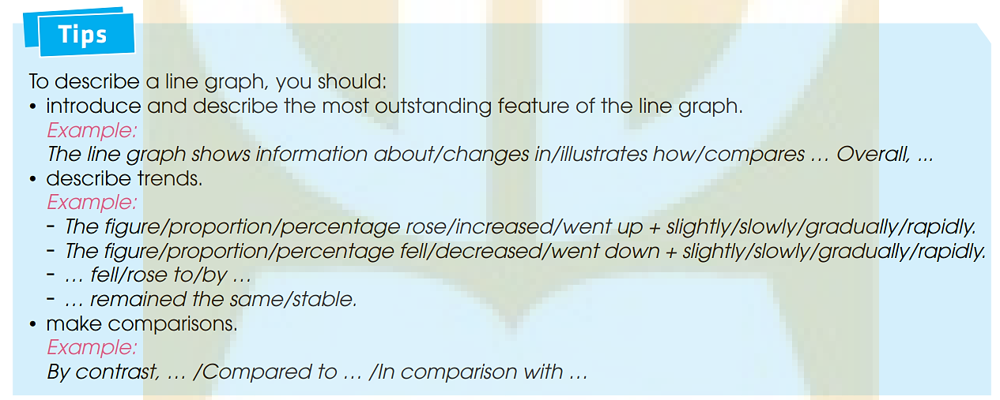 Tips
To describe a line graph, you should:
• introduce and describe the most outstanding feature of the line graph.
Example:
The line graph shows information about/changes in/illustrates how/compares … Overall, ...
• describe trends.
Example:
- The figure/proportion/percentage rose/increased/went up + slightly/slowly/gradually/rapidly.
- The figure/proportion/percentage fell/decreased/went down + slightly/slowly/gradually/rapidly.
- … fell/rose to/by …
- … remained the same/stable.
• make comparisons.
Example:
By contrast, … /Compared to … /In comparison with …